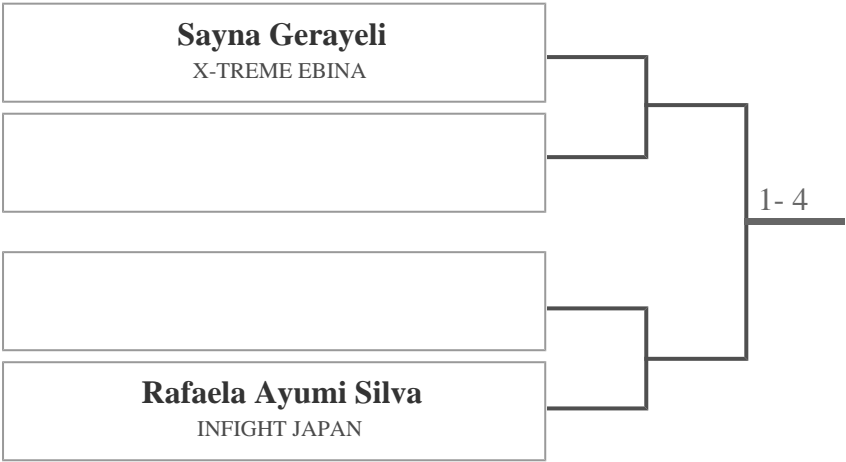 Sayna Gerayeli
X-TREME EBINA
1- 4
Rafaela Ayumi Silva
INFIGHT JAPAN